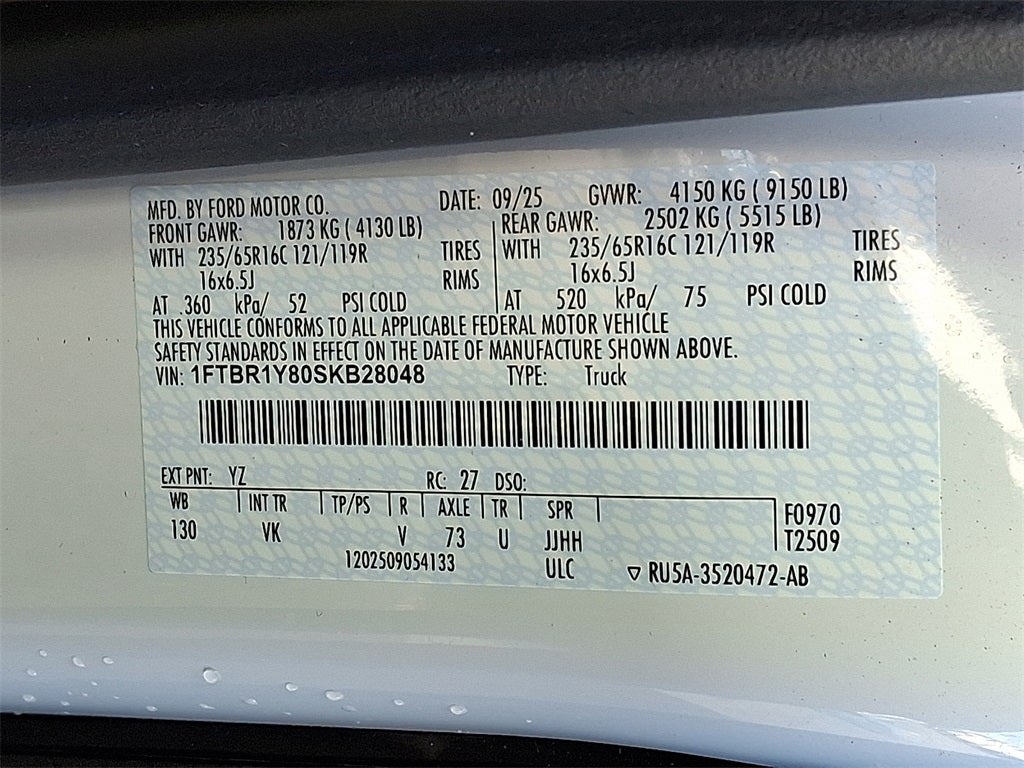 MFD. BY FORD MOTOR CO. DATE: 09/25 GVWR: 4150 KG ( 9150 LB)
FRONT GAWR: 1873 KG ( 4130 LB) REAR GAWR: 2502 KG ( 5515 LB)
WITH 235/65R16C 121/119R TIRES WITH 235/65R16C 121/119R TIRES
16x6.5J RIMS 16x6.5J RIMS
AT 360 kPa/ 52 PSI COLD AT 520 kPa/ 75 PSI COLD
THIS VEHICLE CONFORMS TO ALL APPLICABLE FEDERAL MOTOR VEHICLE
SAFETY STANDARDS IN EFFECT ON THE DATE OF MANUFACTURE SHOWN ABOVE.
VIN: 1FTBR1Y80SKB28048 TYPE: Truck
EXT PNT: YZ RC: 27 DSO:
WB INT TR TP/PS R AXLE TR SPR F0970
130 VK V 73 U JJHH T2509
1202509054133 ULC ▽ RU5A-3520472-AB